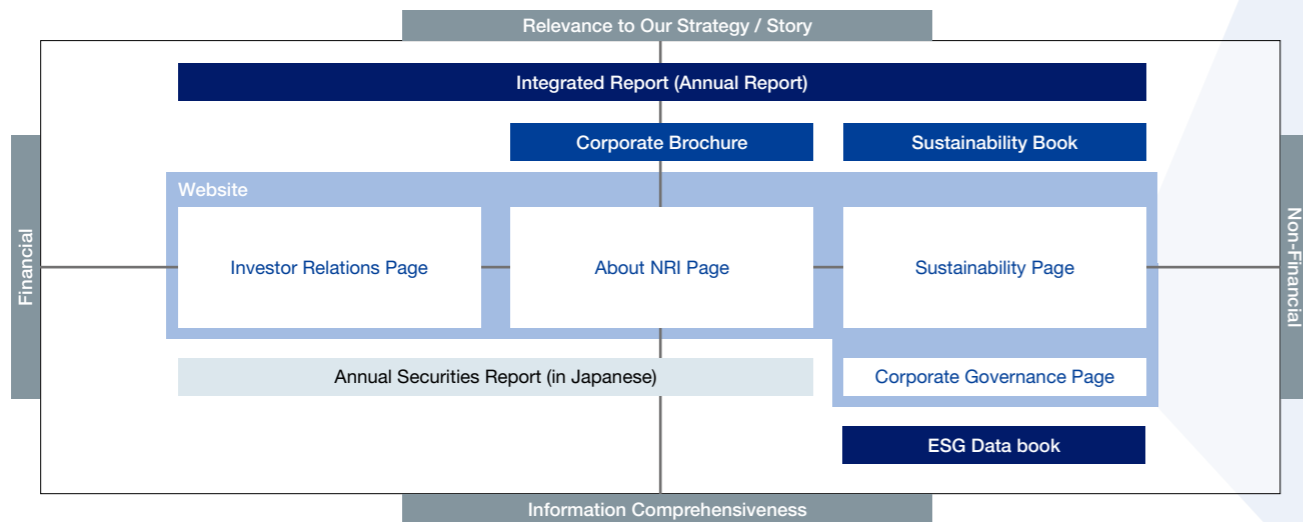 Relevance to Our Strategy / Story
Integrated Report (Annual Report)
Corporate Brochure
Sustainability Book
Website
Financial
Investor Relations Page
About NRI Page
Sustainability Page
Non-Financial
Annual Securities Report (in Japanese)
Corporate Governance Page
ESG Data book
Information Comprehensiveness